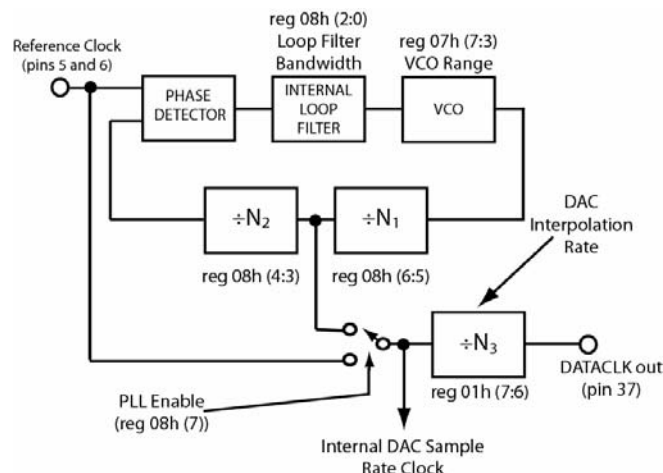 reg 08h (2:0)
Loop Filter
Bandwidth
reg 07h (7:3)
VCO Range
Reference Clock
(pins 5 and 6)
PHASE
DETECTOR
INTERNAL
LOOP
FILTER
VCO
÷N₂
÷N₁
DAC
Interpolation
Rate
reg 08h (4:3)
reg 08h (6:5)
÷N₃
DATACLK out
(pin 37)
reg 01h (7:6)
PLL Enable
(reg 08h (7))
Internal DAC Sample
Rate Clock